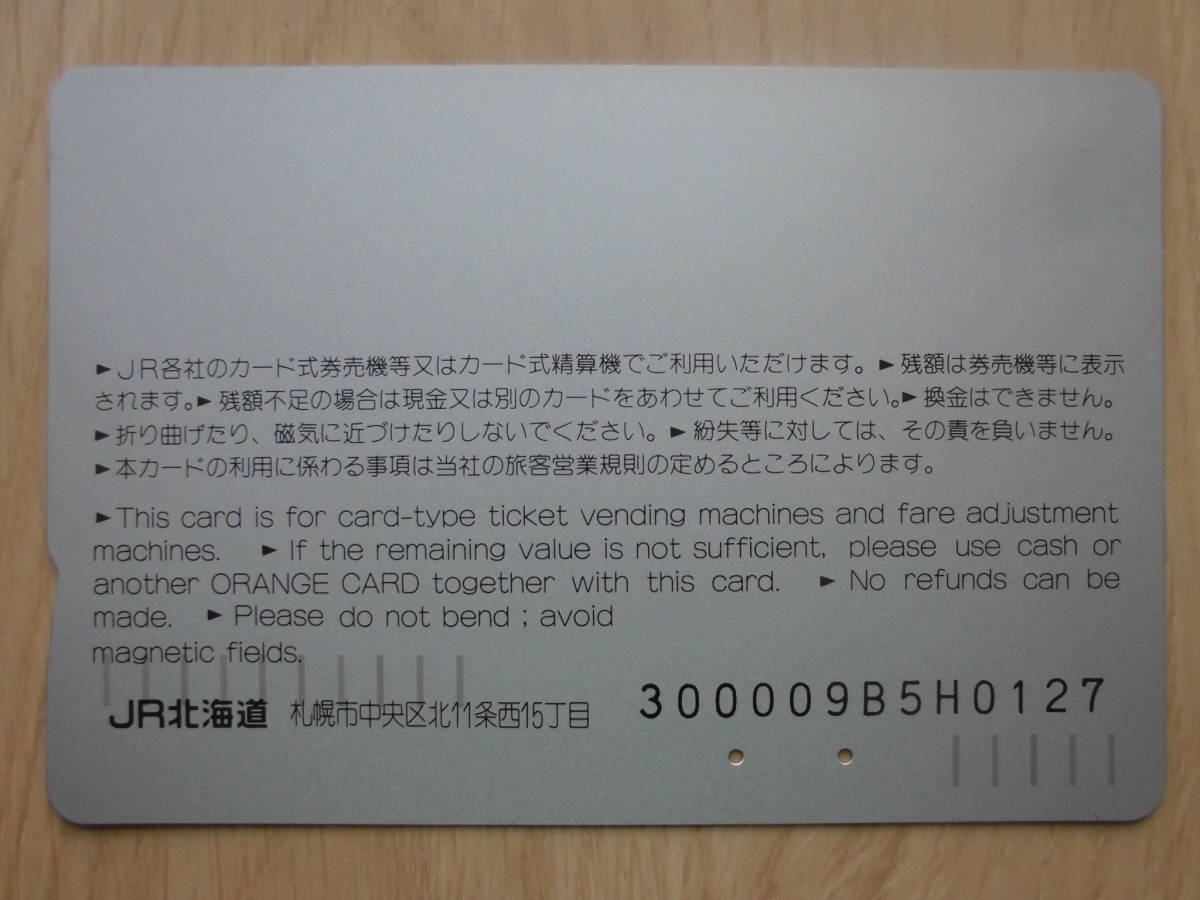 ►JR各社のカード式券売機等又はカード式精算機でご利用いただけます。►残額は券売機等に表示
されます。►残額不足の場合は現金又は別のカードをあわせてご利用ください。►換金はできません。
►折り曲げたり、磁気に近づけたりしないでください。►紛失等に対しては、その責を負いません。
►本カードの利用に係わる事項は当社の旅客営業規則の定めるところによります。
►This card is for card-type ticket vending machines and fare adjustment
machines. ►If the remaining value is not sufficient, please use cash or
another ORANGE CARD together with this card. ►No refunds can be
made. ►Please do not bend ; avoid
magnetic fields.
JR北海道 札幌市中央区北11条西15丁目 300009B5H0127